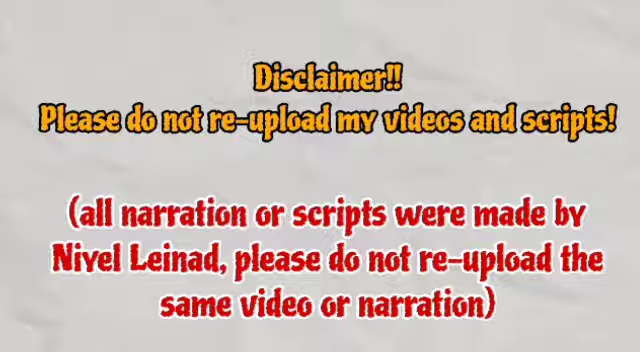 Disclaimer!!
Please do not re-upload my videos and scripts!
(all narration or scripts were made by
Niyel Leinad, please do not re-upload the
same video or narration)